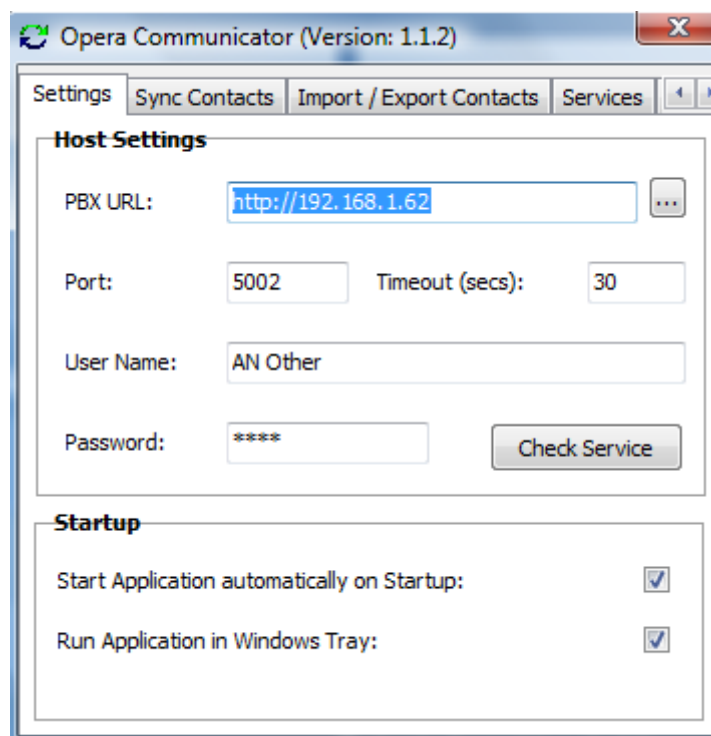 Opera Communicator (Version: 1.1.2)
Settings Sync Contacts Import / Export Contacts Services
Host Settings
PBX URL: http://192.168.1.62 ...
Port: 5002 Timeout (secs): 30
User Name: AN Other
Password: **** Check Service
Startup
Start Application automatically on Startup:
Run Application in Windows Tray: